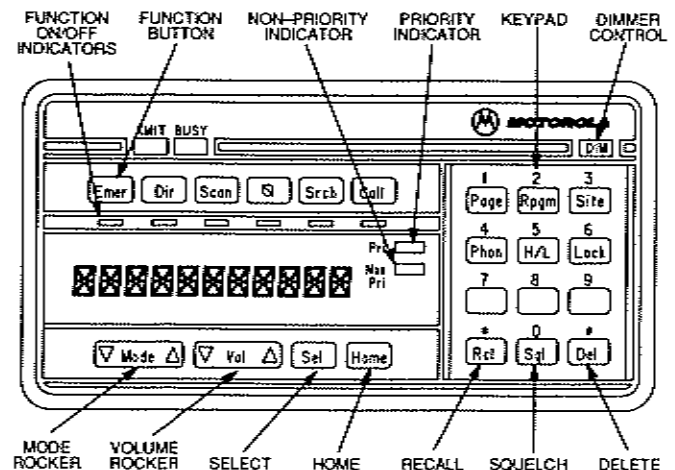 FUNCTION ON/OFF INDICATORS
FUNCTION BUTTON
NON-PRIORITY INDICATOR
PRIORITY INDICATOR
KEYPAD
DIMMER CONTROL
XMIT BUSY
MOTOROLA
DIM
Emer Dir Scan Srch Call
Pri
Non Pri
1 2 3
Page Rpgm Site
4 5 6
Phon H/L Lock
7 8 9
* 0 #
Rcl Sql Del
Mode Vol Sel Home
MODE ROCKER
VOLUME ROCKER
SELECT
HOME
RECALL
SQUELCH
DELETE